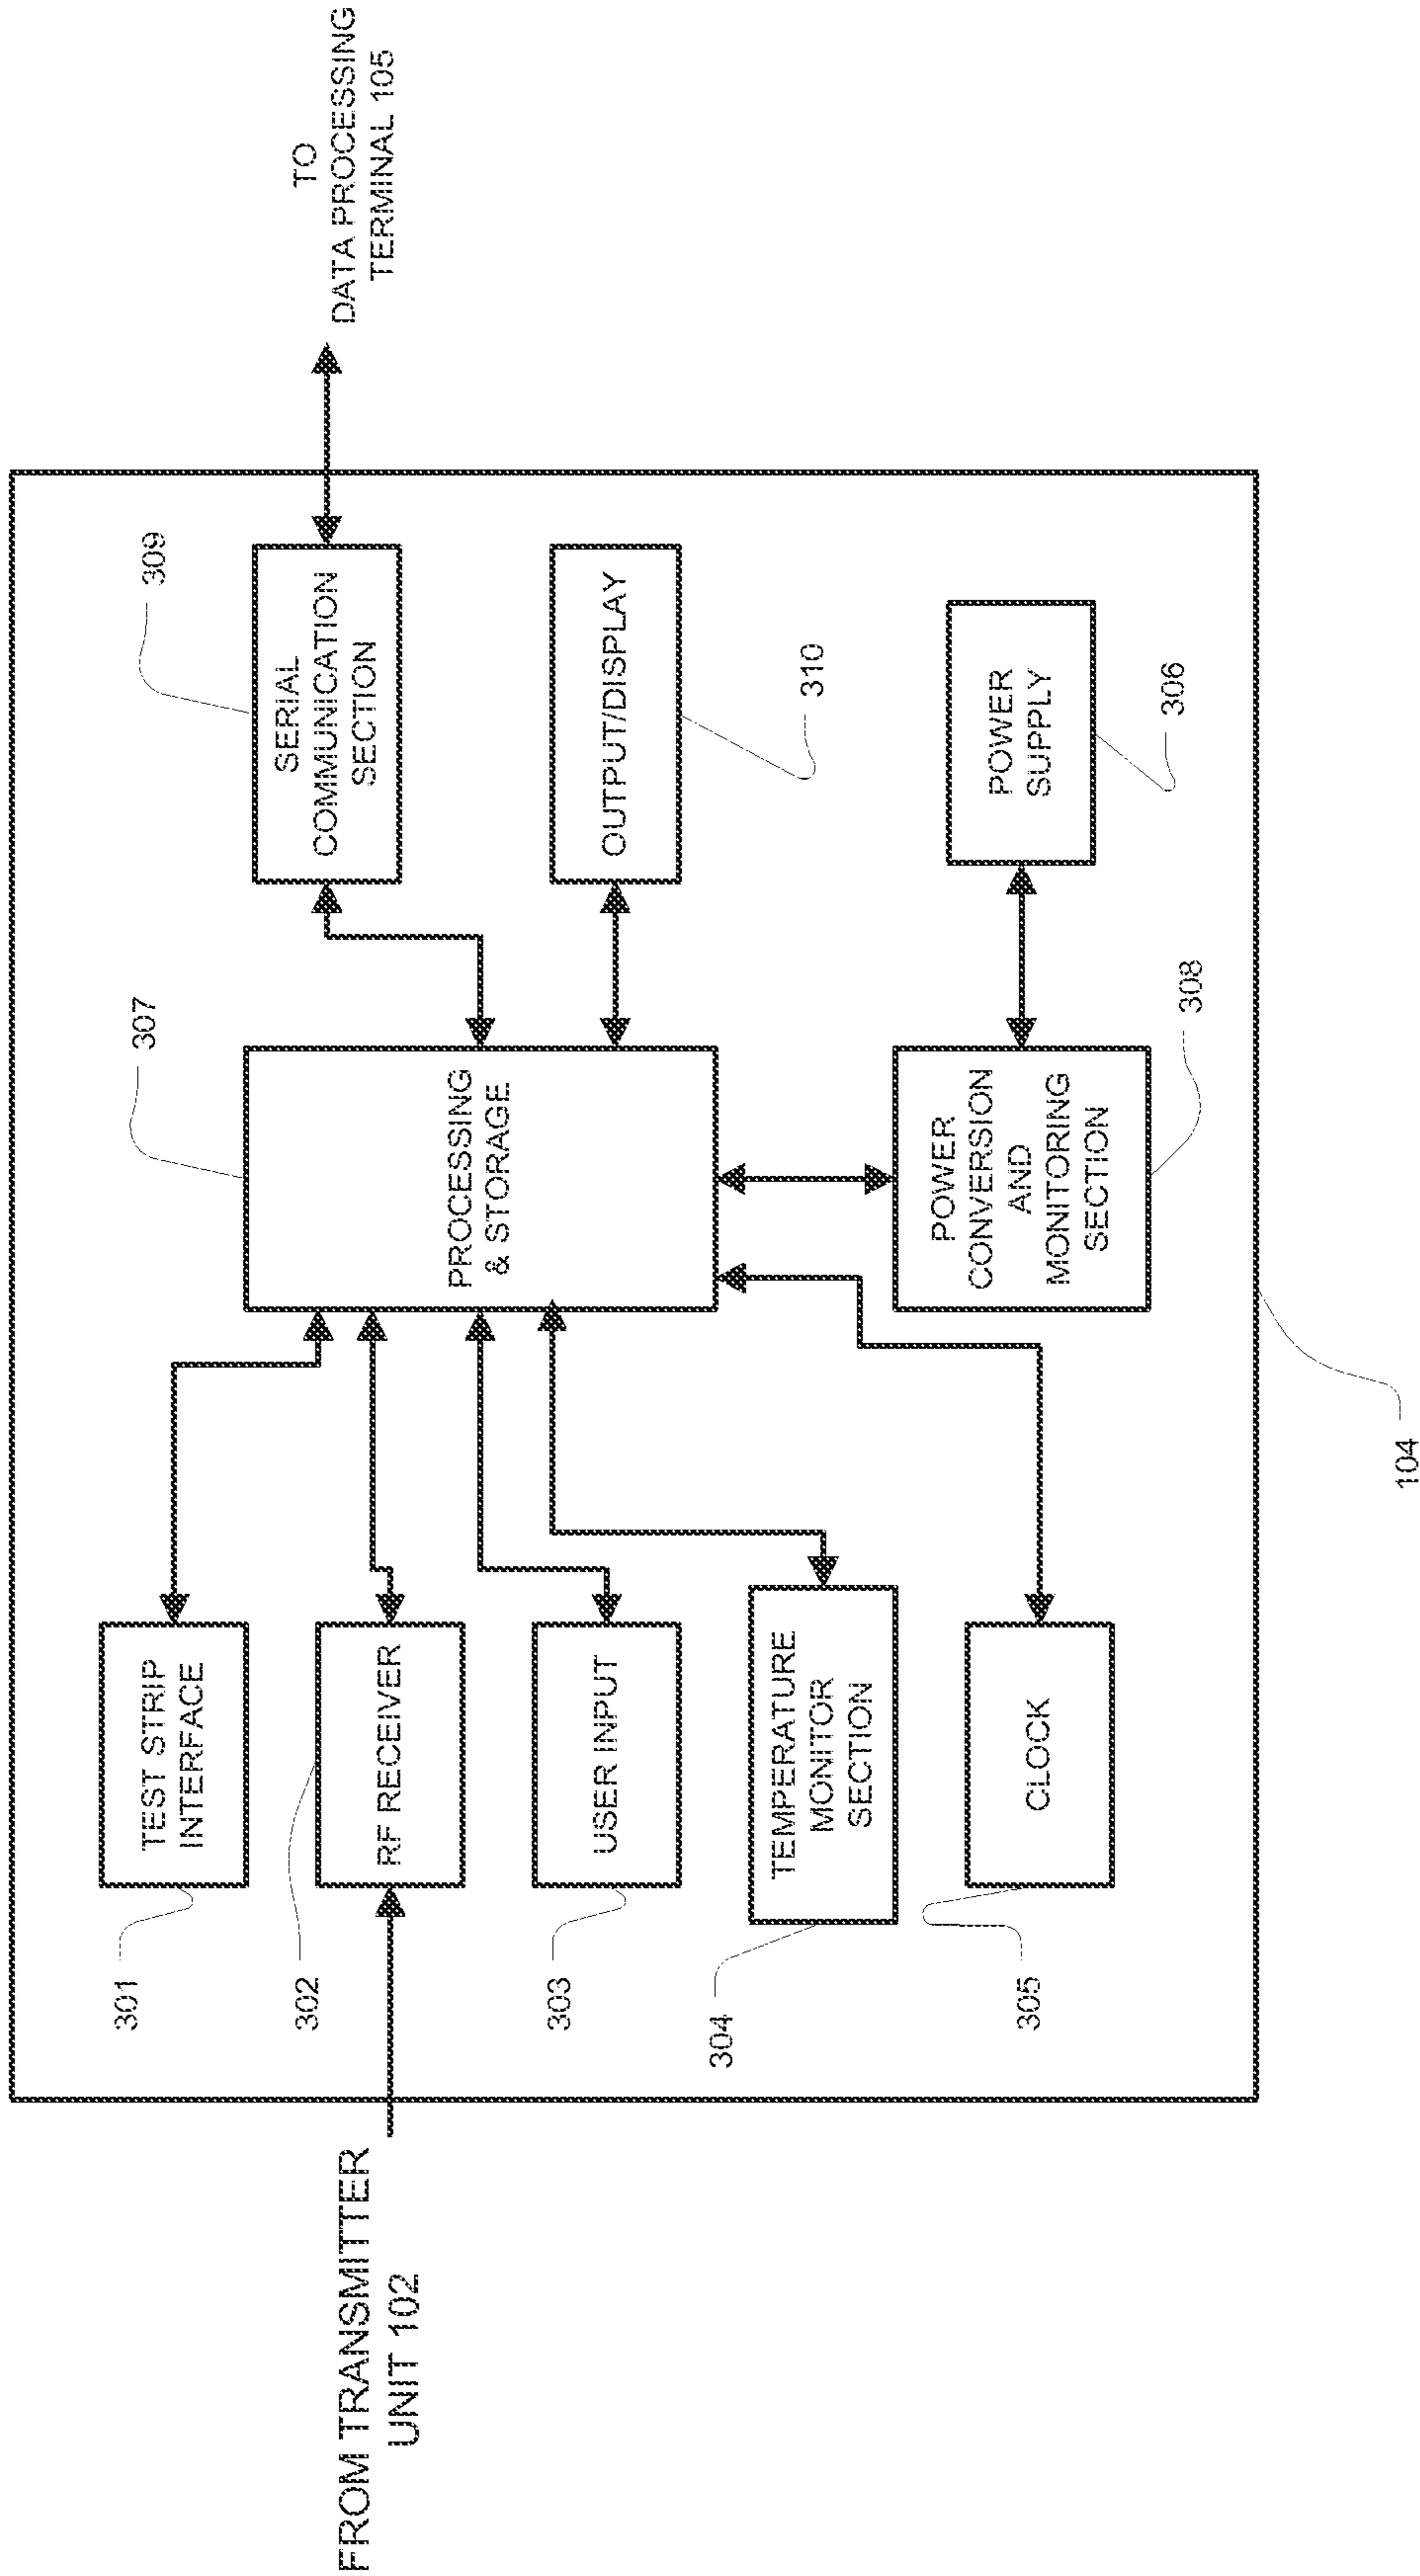 301
TEST STRIP
INTERFACE
302
RF RECEIVER
FROM TRANSMITTER
UNIT 102
303
USER INPUT
304
TEMPERATURE
MONITOR
SECTION
305
CLOCK
307
PROCESSING
& STORAGE
308
POWER
CONVERSION
AND
MONITORING
SECTION
309
SERIAL
COMMUNICATION
SECTION
TO
DATA PROCESSING
TERMINAL 105
OUTPUT/DISPLAY
310
POWER
SUPPLY
306
104